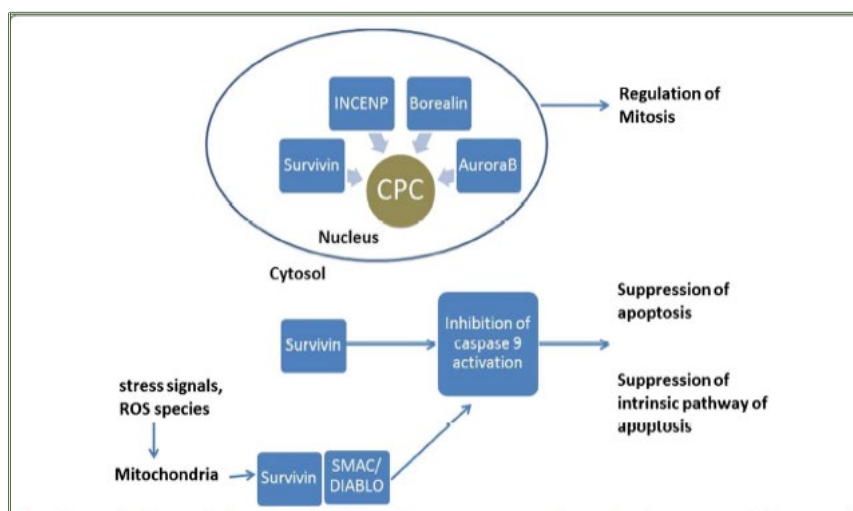 INCENP
Borealin
Survivin
AuroraB
CPC
Nucleus
Cytosol
Regulation of
Mitosis
Survivin
Inhibition of
caspase 9
activation
Suppression of
apoptosis
Suppression of
intrinsic pathway of
apoptosis
stress signals,
ROS species
Mitochondria
Survivin
SMAC/
DIABLO